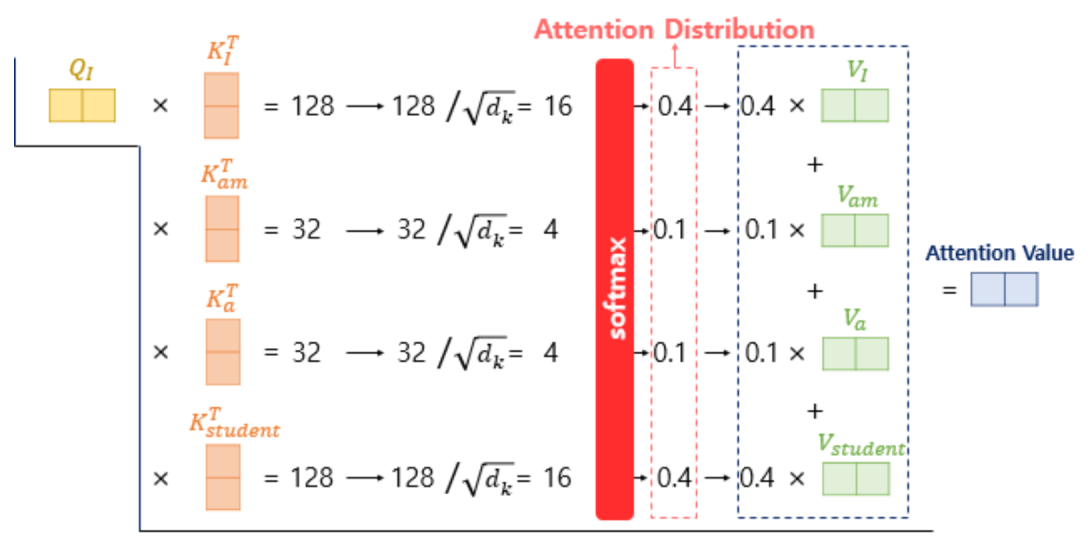 Attention Distribution
Q_I × K_I^T = 128 → 128 /√d_k = 16 → 0.4 → 0.4 × V_I
+
× K_am^T = 32 → 32 /√d_k = 4 → 0.1 → 0.1 × V_am
softmax
Attention Value
+
=
× K_a^T = 32 → 32 /√d_k = 4 → 0.1 → 0.1 × V_a
+
× K_student^T = 128 → 128 /√d_k = 16 → 0.4 → 0.4 × V_student